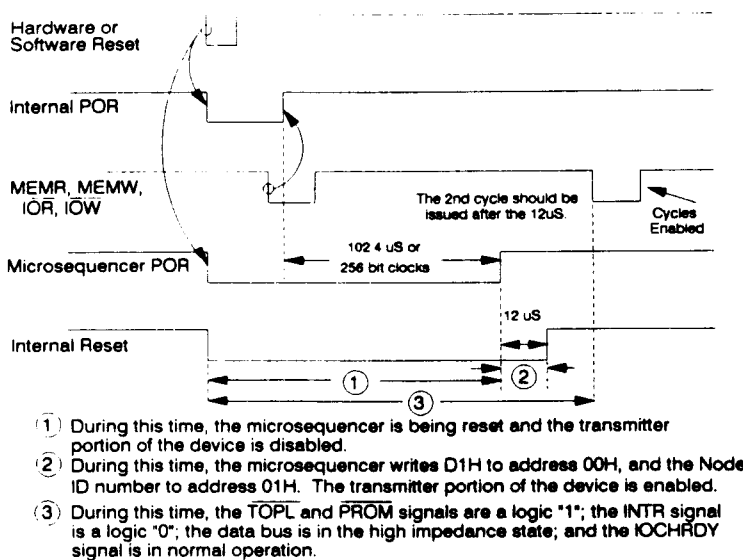 Hardware or
Software Reset
Internal POR
MEMR, MEMW,
IOR, IOW
The 2nd cycle should be
issued after the 12uS.
Cycles
Enabled
102.4 uS or
256 bit clocks
Microsequencer POR
12 uS
Internal Reset
1
2
3
1 During this time, the microsequencer is being reset and the transmitter
portion of the device is disabled.
2 During this time, the microsequencer writes D1H to address 00H, and the Node
ID number to address 01H. The transmitter portion of the device is enabled.
3 During this time, the TOPL and PROM signals are a logic "1"; the INTR signal
is a logic "0"; the data bus is in the high impedance state; and the IOCHRDY
signal is in normal operation.